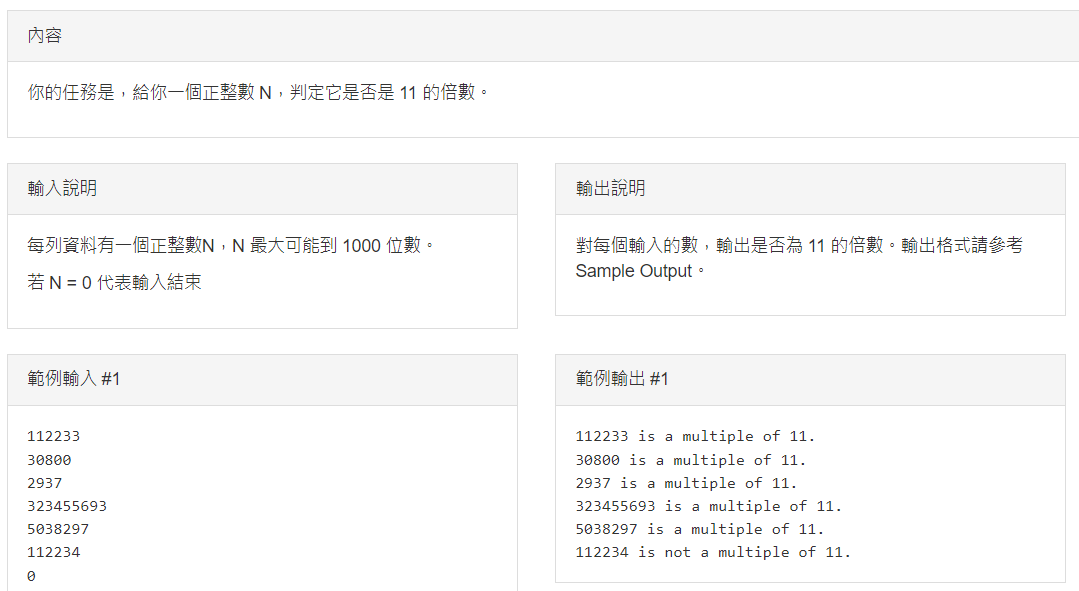 內容
你的任務是，給你一個正整數 N，判定它是否是 11 的倍數。
輸入說明
每列資料有一個正整數N，N 最大可能到 1000 位數。
若 N = 0 代表輸入結束
輸出說明
對每個輸入的數，輸出是否為 11 的倍數。輸出格式請參考
Sample Output。
範例輸入 #1
112233
30800
2937
323455693
5038297
112234
0
範例輸出 #1
112233 is a multiple of 11.
30800 is a multiple of 11.
2937 is a multiple of 11.
323455693 is a multiple of 11.
5038297 is a multiple of 11.
112234 is not a multiple of 11.